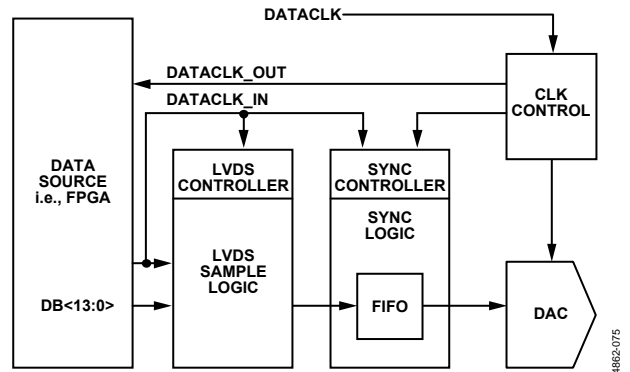 DATACLK
DATACLK_OUT
DATACLK_IN
CLK
CONTROL
DATA
SOURCE
i.e., FPGA
LVDS
CONTROLLER
SYNC
CONTROLLER
SYNC
LOGIC
LVDS
SAMPLE
LOGIC
DB<13:0>
FIFO
DAC
4862-075